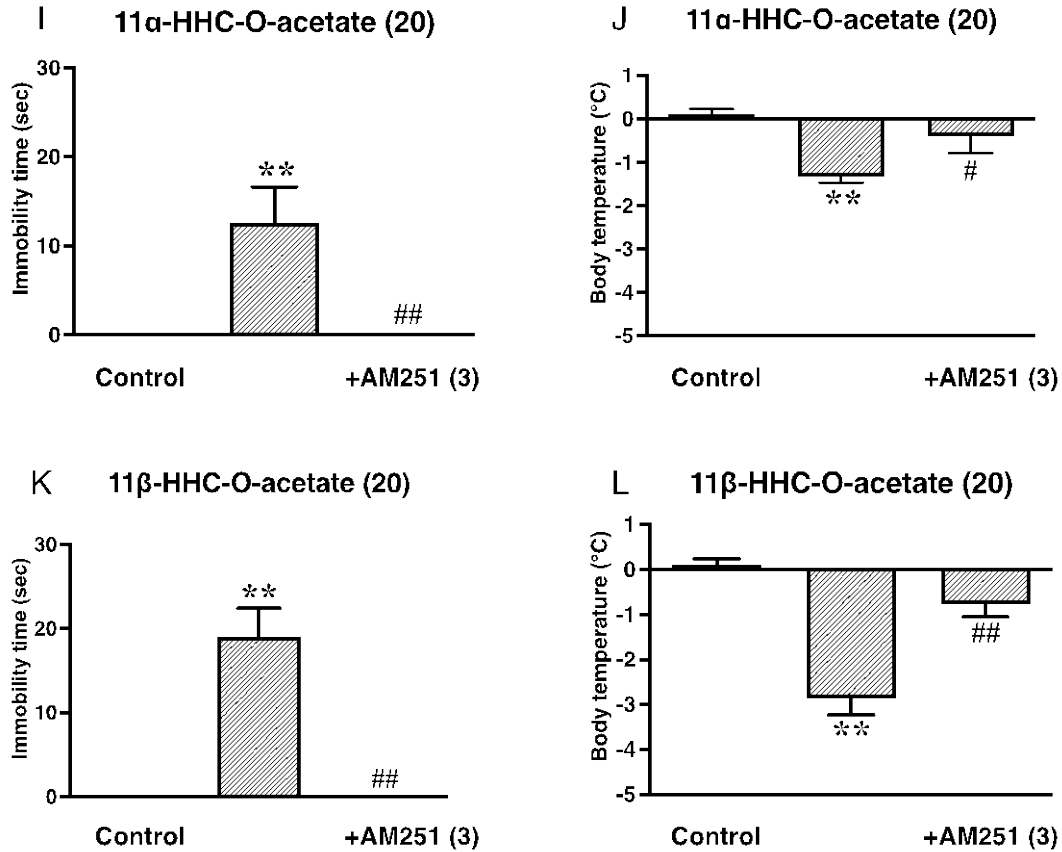 I
11α-HHC-O-acetate (20)
Immobility time (sec)
30
20
10
0
**
##
Control
+AM251 (3)
J
11α-HHC-O-acetate (20)
Body temperature (°C)
1
0
-1
-2
-3
-4
-5
**
#
Control
+AM251 (3)
K
11β-HHC-O-acetate (20)
Immobility time (sec)
30
20
10
0
**
##
Control
+AM251 (3)
L
11β-HHC-O-acetate (20)
Body temperature (°C)
1
0
-1
-2
-3
-4
-5
**
##
Control
+AM251 (3)